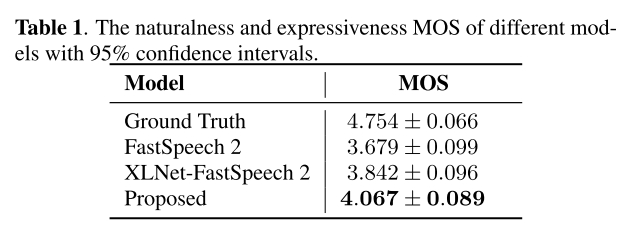 Table 1. The naturalness and expressiveness MOS of different mod-
els with 95% confidence intervals.
Model MOS
Ground Truth 4.754 ± 0.066
FastSpeech 2 3.679 ± 0.099
XLNet-FastSpeech 2 3.842 ± 0.096
Proposed 4.067 ± 0.089